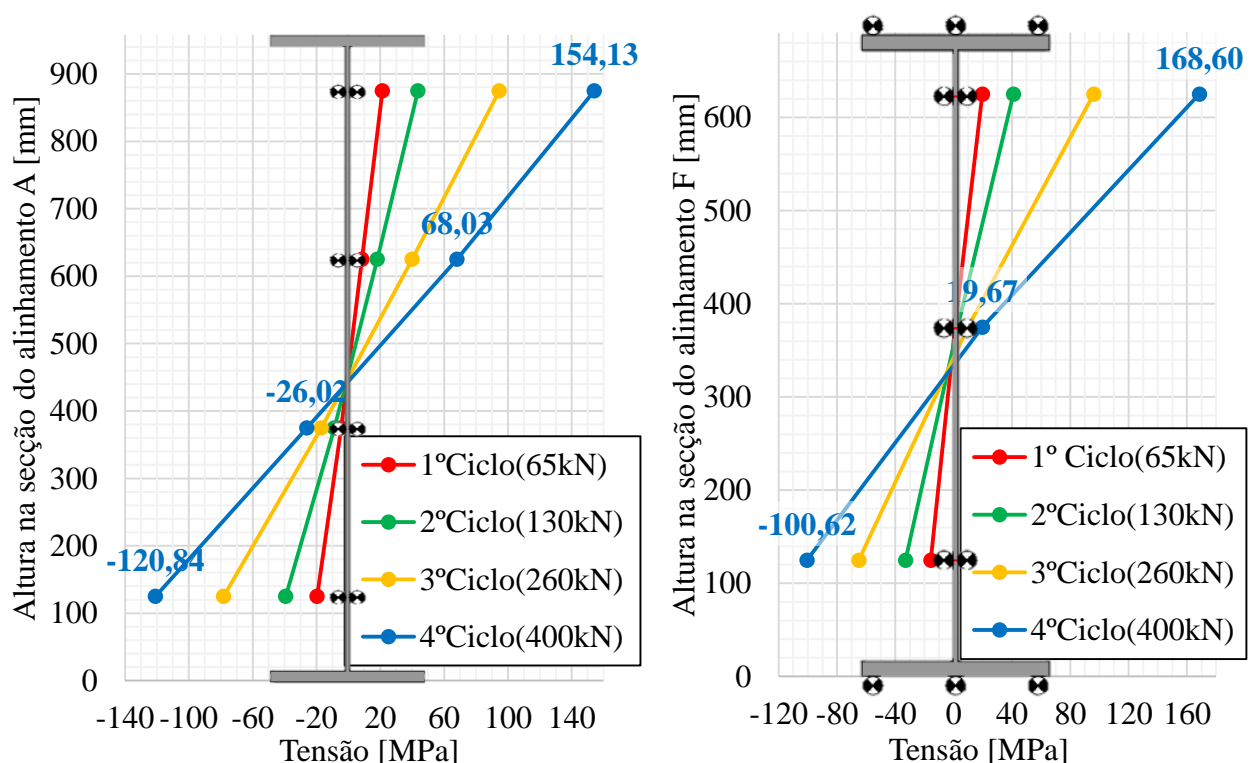 Altura na secção do alinhamento A [mm]
900
800
700
600
500
400
300
200
100
0
154,13
68,03
-26,02
-120,84
1ºCiclo(65kN)
2ºCiclo(130kN)
3ºCiclo(260kN)
4ºCiclo(400kN)
-140 -100 -60 -20 20 60 100 140
Tensão [MPa]
Altura na secção do alinhamento F [mm]
600
500
400
300
200
100
0
168,60
19,67
-100,62
1º Ciclo(65kN)
2ºCiclo(130kN)
3ºCiclo(260kN)
4ºCiclo(400kN)
-120 -80 -40 0 40 80 120 160
Tensão [MPa]